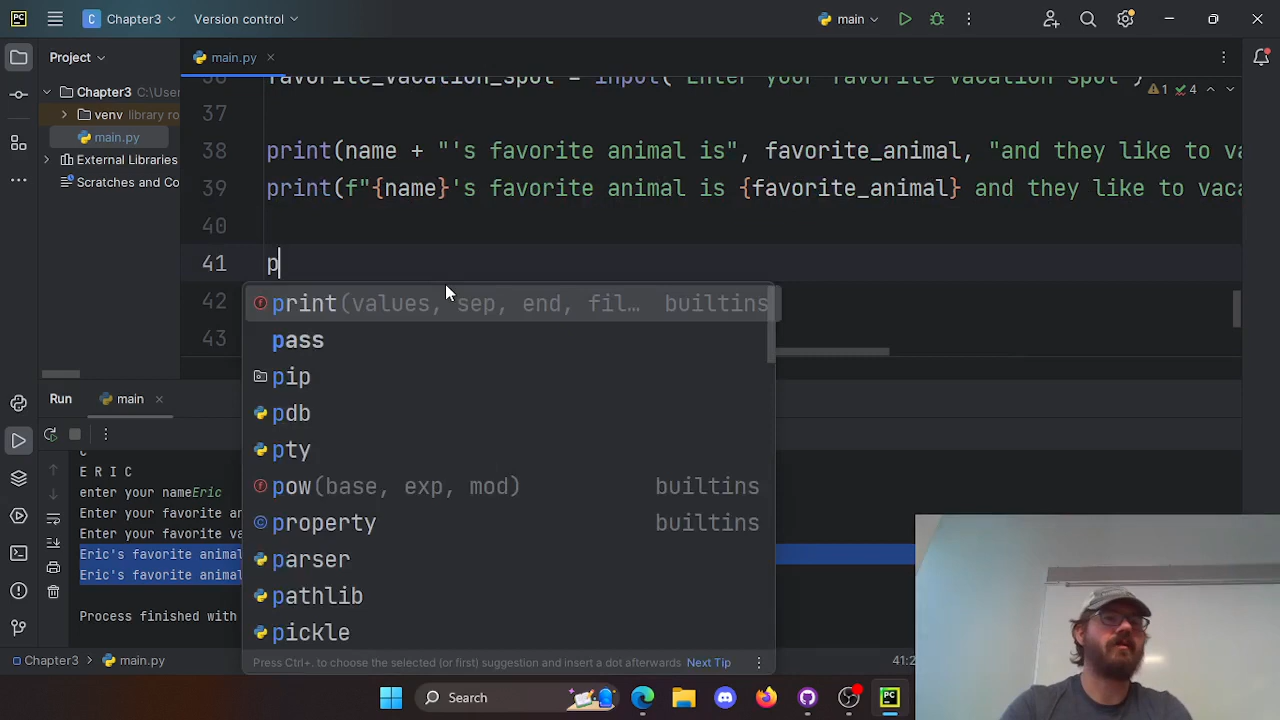 PC
C Chapter3
Version control
main
Project
main.py
Chapter3 C:\User
venv library ro
main.py
External Libraries
Scratches and Co
favorite_vacation_spot = input("Enter your favorite vacation spot")
1 4
37
38 print(name + "'s favorite animal is", favorite_animal, "and they like to va
39 print(f"{name}'s favorite animal is {favorite_animal} and they like to vaca
40
41 p
42
43
print(values, sep, end, fil… builtins
pass
pip
pdb
pty
pow(base, exp, mod) builtins
property builtins
parser
pathlib
pickle
Press Ctrl+. to choose the selected (or first) suggestion and insert a dot afterwards Next Tip
Run main
E R I C
enter your nameEric
Enter your favorite an
Enter your favorite va
Eric's favorite animal
Eric's favorite animal
Process finished with
Chapter3 main.py
41:2
Search
PC